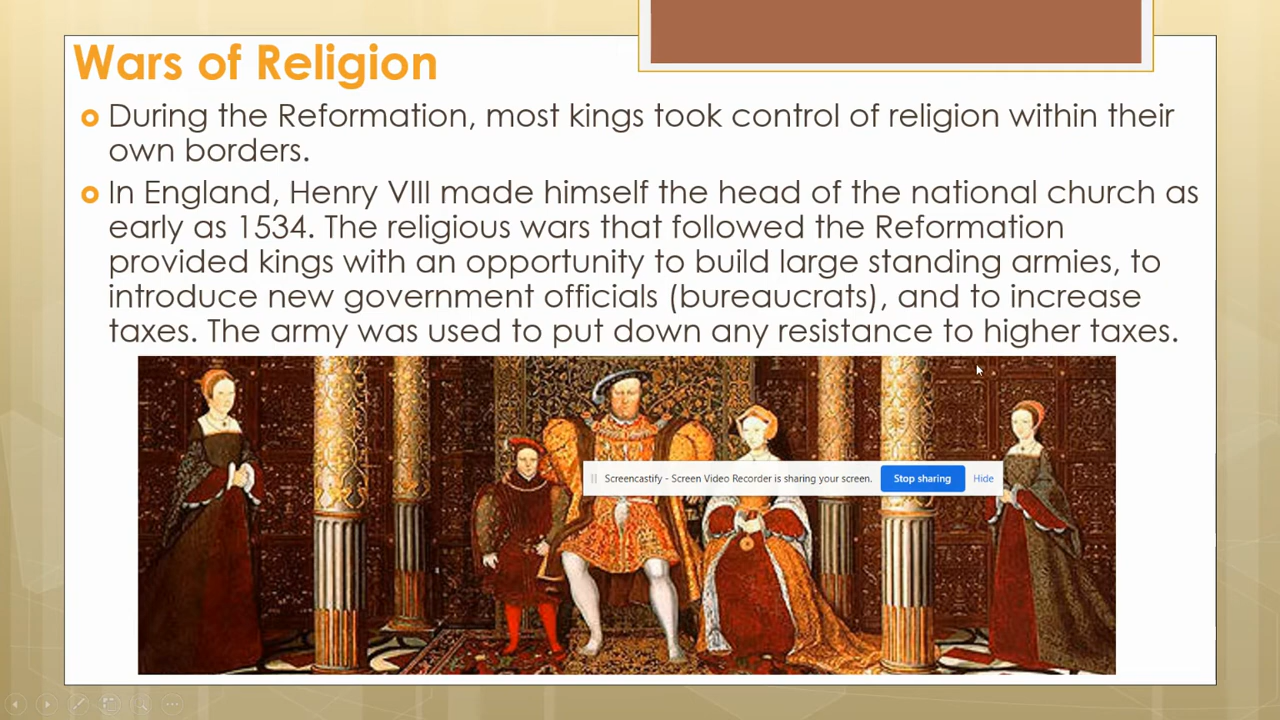 Wars of Religion
During the Reformation, most kings took control of religion within their
own borders.
In England, Henry VIII made himself the head of the national church as
early as 1534. The religious wars that followed the Reformation
provided kings with an opportunity to build large standing armies, to
introduce new government officials (bureaucrats), and to increase
taxes. The army was used to put down any resistance to higher taxes.
Screencastify - Screen Video Recorder is sharing your screen. Stop sharing Hide